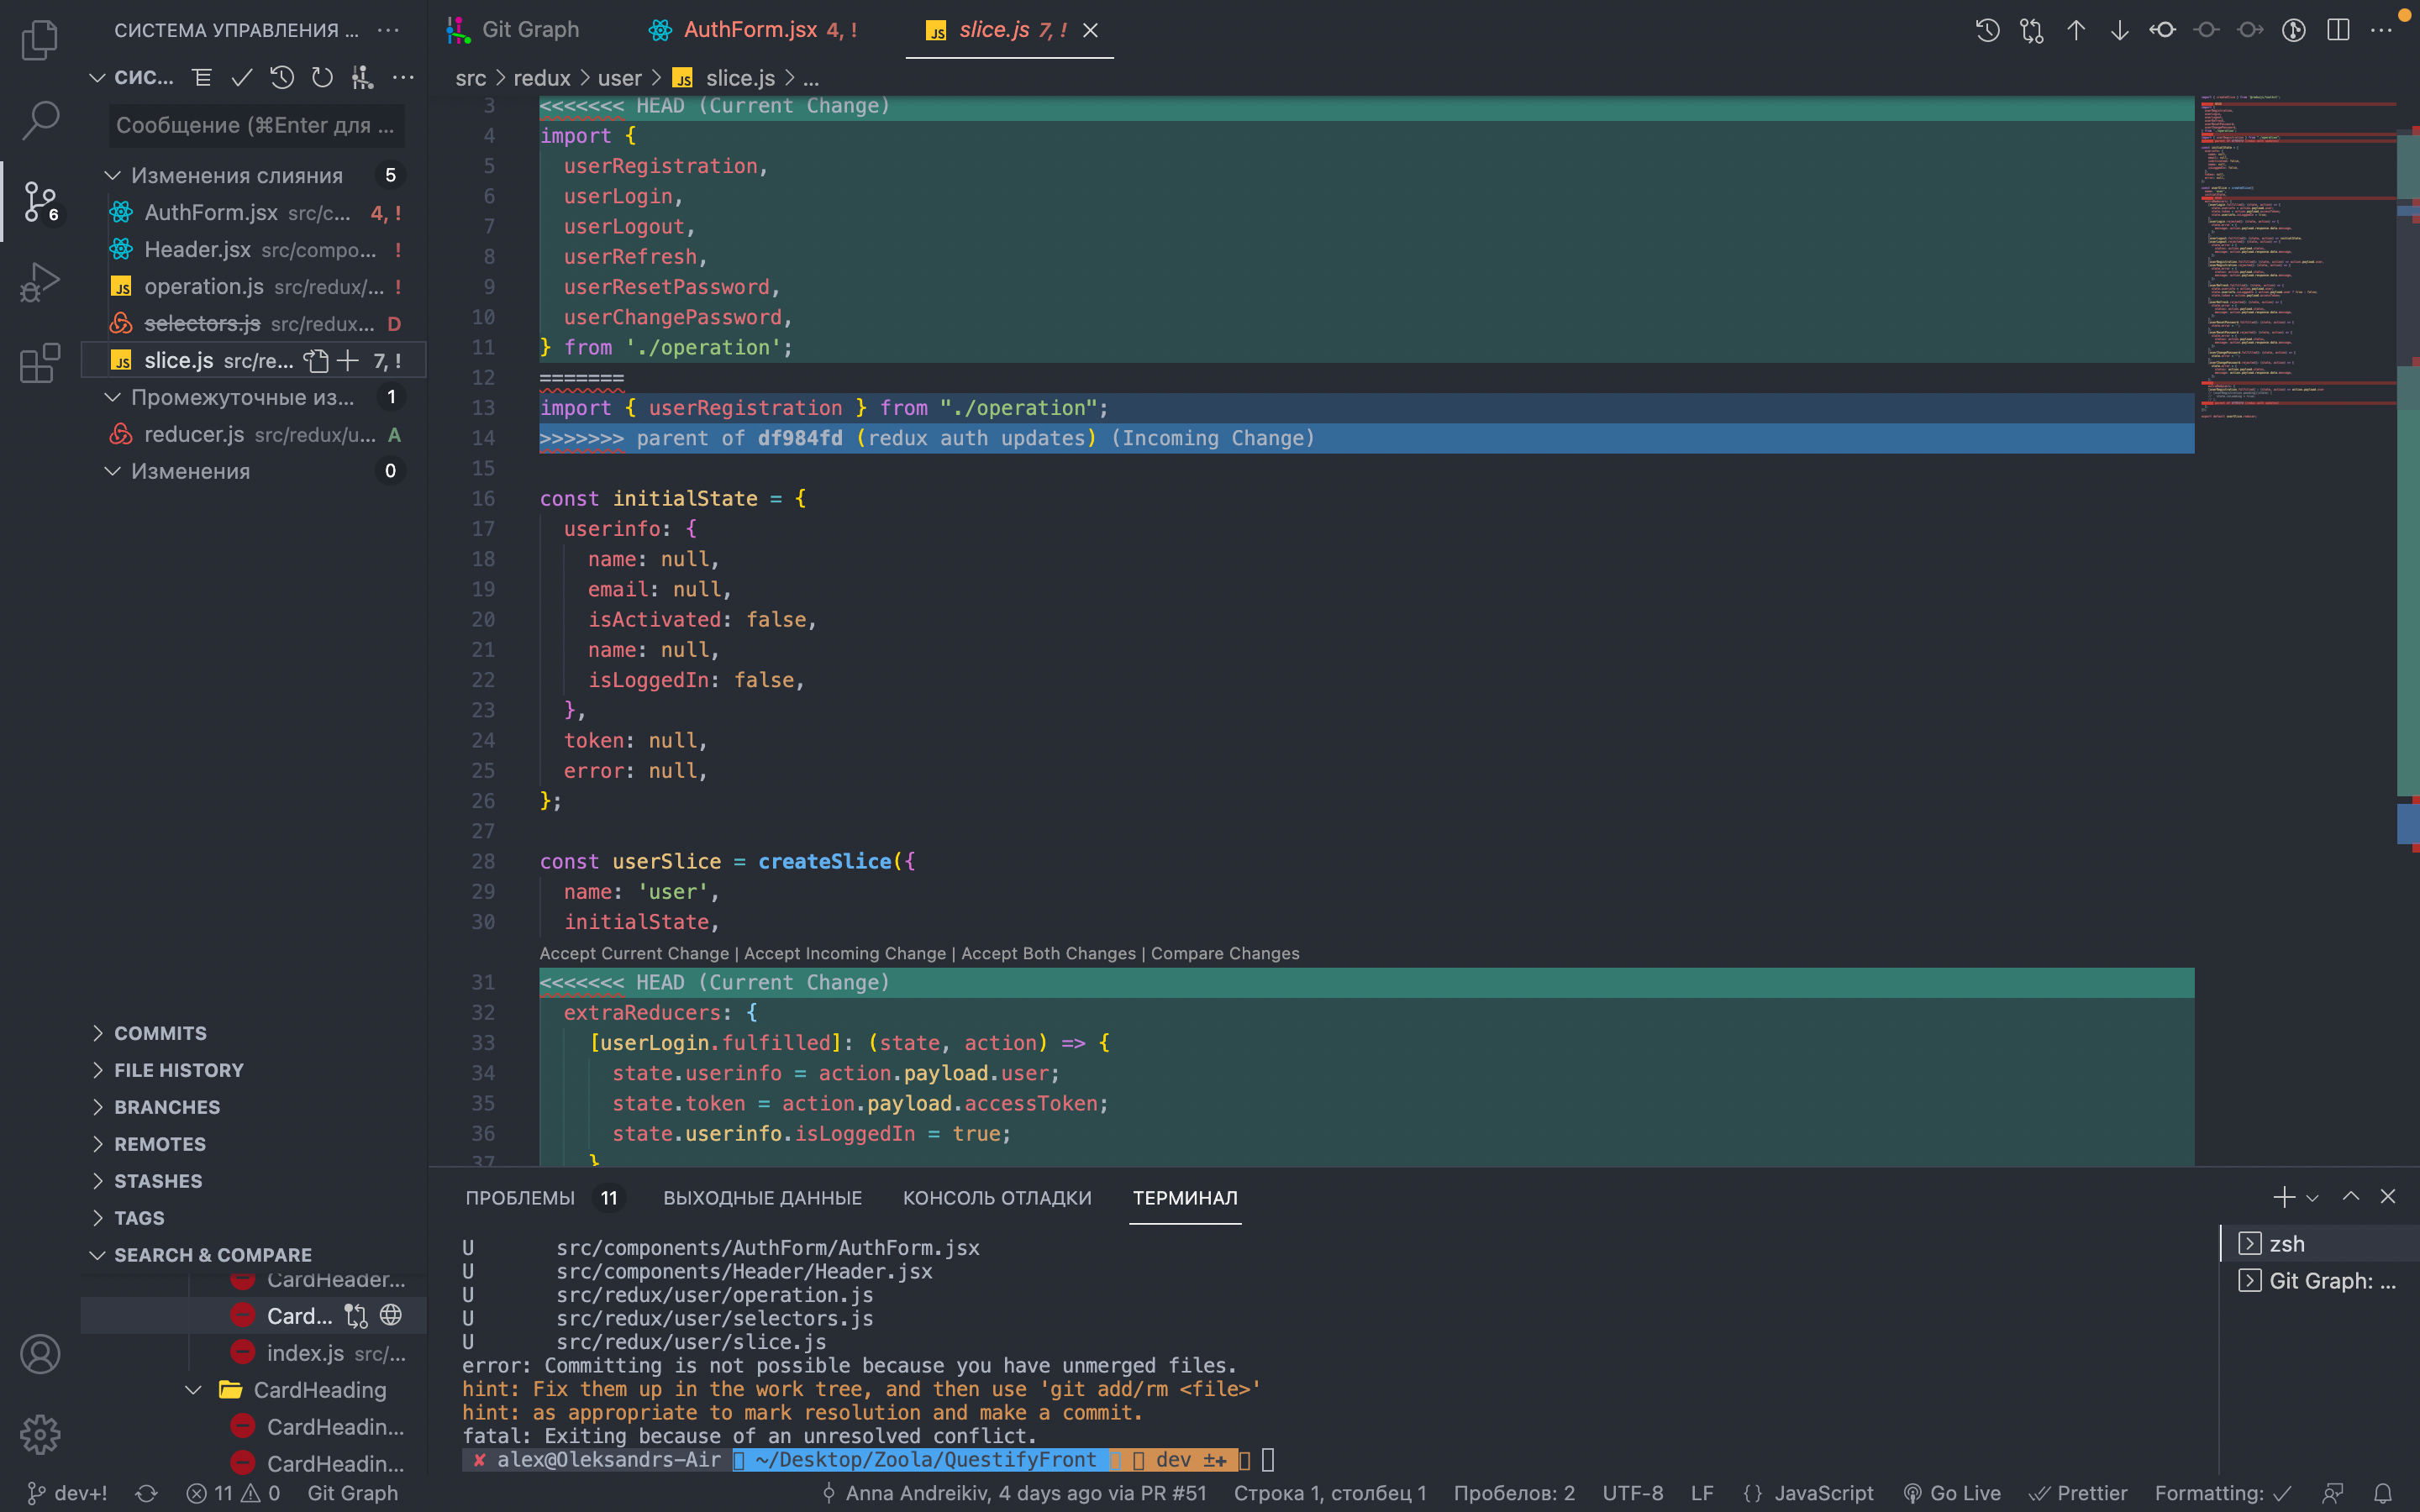 СИСТЕМА УПРАВЛЕНИЯ ...
СИС...
Сообщение (⌘Enter для ...
Изменения слияния 5
AuthForm.jsx src/c... 4, !
Header.jsx src/compo... !
operation.js src/redux/... !
selectors.js src/redux... D
slice.js src/re... 7, !
Промежуточные из... 1
reducer.js src/redux/u... A
Изменения 0
6
COMMITS
FILE HISTORY
BRANCHES
REMOTES
STASHES
TAGS
SEARCH & COMPARE
CardHeader...
Card...
index.js src/...
CardHeading
CardHeadin...
CardHeadin...
Git Graph AuthForm.jsx 4, ! JS slice.js 7, !
src > redux > user > JS slice.js > ...
3 <<<<<<< HEAD (Current Change)
4 import {
5 userRegistration,
6 userLogin,
7 userLogout,
8 userRefresh,
9 userResetPassword,
10 userChangePassword,
11 } from './operation';
12 =======
13 import { userRegistration } from "./operation";
14 >>>>>>> parent of df984fd (redux auth updates) (Incoming Change)
15
16 const initialState = {
17 userinfo: {
18 name: null,
19 email: null,
20 isActivated: false,
21 name: null,
22 isLoggedIn: false,
23 },
24 token: null,
25 error: null,
26 };
27
28 const userSlice = createSlice({
29 name: 'user',
30 initialState,
Accept Current Change | Accept Incoming Change | Accept Both Changes | Compare Changes
31 <<<<<<< HEAD (Current Change)
32 extraReducers: {
33 [userLogin.fulfilled]: (state, action) => {
34 state.userinfo = action.payload.user;
35 state.token = action.payload.accessToken;
36 state.userinfo.isLoggedIn = true;
37 }
ПРОБЛЕМЫ 11 ВЫХОДНЫЕ ДАННЫЕ КОНСОЛЬ ОТЛАДКИ ТЕРМИНАЛ
U src/components/AuthForm/AuthForm.jsx
U src/components/Header/Header.jsx
U src/redux/user/operation.js
U src/redux/user/selectors.js
U src/redux/user/slice.js
error: Committing is not possible because you have unmerged files.
hint: Fix them up in the work tree, and then use 'git add/rm <file>'
hint: as appropriate to mark resolution and make a commit.
fatal: Exiting because of an unresolved conflict.
✘ alex@Oleksandrs-Air ~/Desktop/Zoola/QuestifyFront dev ±✚
zsh
Git Graph: ...
dev+! 11 0 Git Graph Anna Andreikiv, 4 days ago via PR #51 Строка 1, столбец 1 Пробелов: 2 UTF-8 LF {} JavaScript Go Live Prettier Formatting: ✓